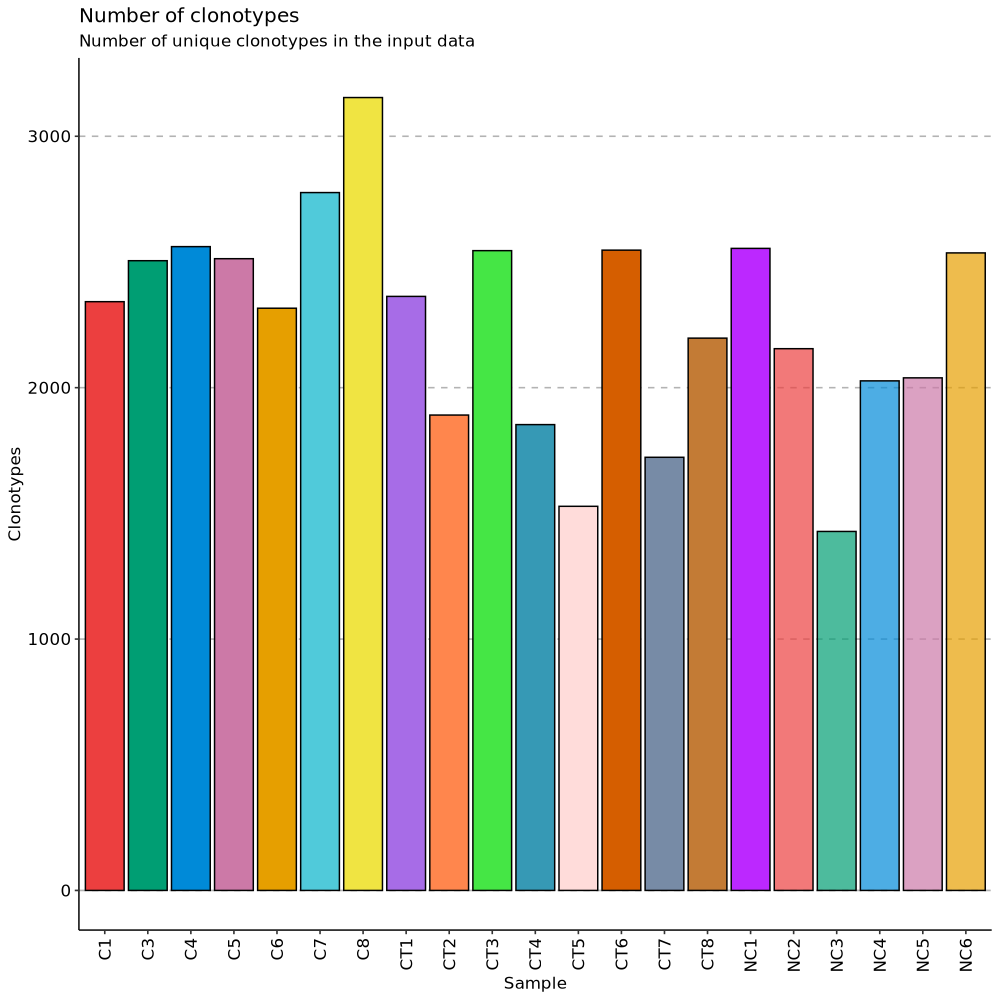 Number of clonotypes
Number of unique clonotypes in the input data
3000
2000
1000
0
Clonotypes
C1 C3 C4 C5 C6 C7 C8 CT1 CT2 CT3 CT4 CT5 CT6 CT7 CT8 NC1 NC2 NC3 NC4 NC5 NC6
Sample